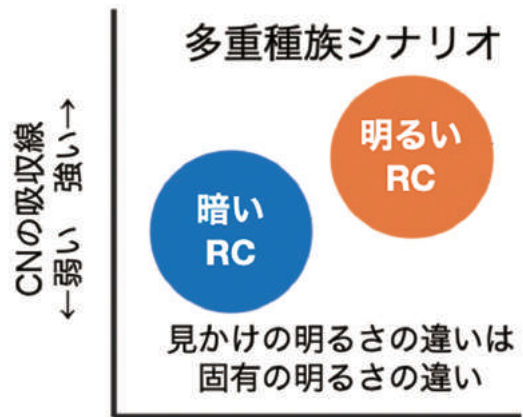 多重種族シナリオ
明るい
RC
暗い
RC
CNの吸収線
←弱い 強い→
見かけの明るさの違いは
固有の明るさの違い